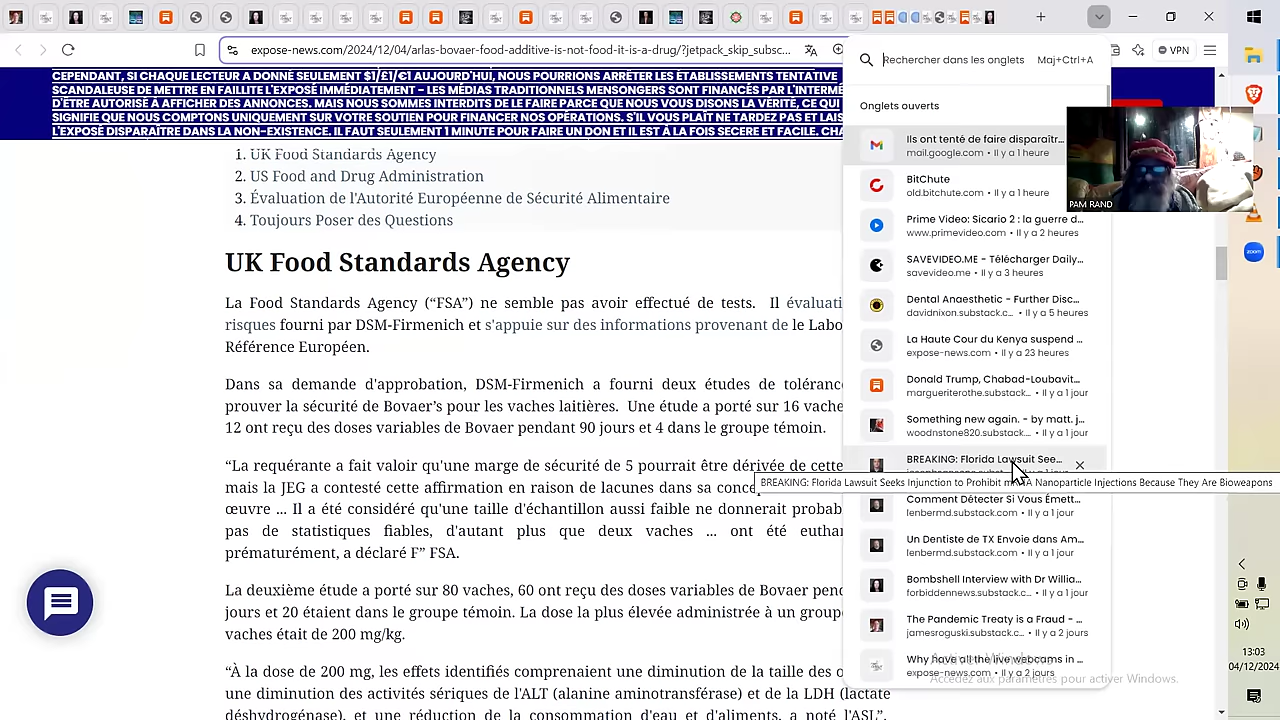 expose-news.com/2024/12/04/arlas-bovaer-food-additive-is-not-food-it-is-a-drug/?jetpack_skip_subsc...
VPN
CEPENDANT, SI CHAQUE LECTEUR A DONNÉ SEULEMENT $1/£1/€1 AUJOURD'HUI, NOUS POURRIONS ARRÊTER LES ÉTABLISSEMENTS TENTATIVE
SCANDALEUSE DE METTRE EN FAILLITE L'EXPOSÉ IMMÉDIATEMENT - LES MÉDIAS TRADITIONNELS MENSONGERS SONT FINANCÉS PAR L'INTERMÉ
D'ÊTRE AUTORISÉ À AFFICHER DES ANNONCES. MAIS NOUS SOMMES INTERDITS DE LE FAIRE PARCE QUE NOUS VOUS DISONS LA VÉRITÉ, CE QUI
SIGNIFIE QUE NOUS COMPTONS UNIQUEMENT SUR VOTRE SOUTIEN POUR FINANCER NOS OPÉRATIONS. S'IL VOUS PLAÎT NE TARDEZ PAS ET LAIS
L'EXPOSÉ DISPARAÎTRE DANS LA NON-EXISTENCE. IL FAUT SEULEMENT 1 MINUTE POUR FAIRE UN DON ET IL EST À LA FOIS SECERE ET FACILE. CHA
1. UK Food Standards Agency
2. US Food and Drug Administration
3. Évaluation de l'Autorité Européenne de Sécurité Alimentaire
4. Toujours Poser des Questions
UK Food Standards Agency
La Food Standards Agency (“FSA”) ne semble pas avoir effectué de tests. Il évaluati
risques fourni par DSM-Firmenich et s'appuie sur des informations provenant de le Labo
Référence Européen.
Dans sa demande d'approbation, DSM-Firmenich a fourni deux études de toléranc
prouver la sécurité de Bovaer’s pour les vaches laitières. Une étude a porté sur 16 vache
12 ont reçu des doses variables de Bovaer pendant 90 jours et 4 dans le groupe témoin.
“La requérante a fait valoir qu'une marge de sécurité de 5 pourrait être dérivée de cette
mais la JEG a contesté cette affirmation en raison de lacunes dans sa conce
œuvre ... Il a été considéré qu'une taille d'échantillon aussi faible ne donnerait probab
pas de statistiques fiables, d'autant plus que deux vaches ... ont été euthan
prématurément, a déclaré F” FSA.
La deuxième étude a porté sur 80 vaches, 60 ont reçu des doses variables de Bovaer pend
jours et 20 étaient dans le groupe témoin. La dose la plus élevée administrée à un groupe
vaches était de 200 mg/kg.
“À la dose de 200 mg, les effets identifiés comprenaient une diminution de la taille des o
une diminution des activités sériques de l'ALT (alanine aminotransférase) et de la LDH (lactate
déshydrogénase), et une réduction de la consommation d'eau et d'aliments, a noté l'ASL”.
Rechercher dans les onglets Maj+Ctrl+A
Onglets ouverts
Ils ont tenté de faire disparaîtr...
mail.google.com • Il y a 1 heure
BitChute
old.bitchute.com • Il y a 1 heure
Prime Video: Sicario 2 : la guerre d...
www.primevideo.com • Il y a 2 heures
SAVEVIDEO.ME - Télécharger Daily...
savevideo.me • Il y a 3 heures
Dental Anaesthetic - Further Disc...
davidnixon.substack.c... • Il y a 5 heures
La Haute Cour du Kenya suspend ...
expose-news.com • Il y a 23 heures
Donald Trump, Chabad-Loubavit...
margueriterothe.substack... • Il y a 1 jour
Something new again. - by matt. j...
woodnstone820.substack.... • Il y a 1 jour
BREAKING: Florida Lawsuit See...
BREAKING: Florida Lawsuit Seeks Injunction to Prohibit mRNA Nanoparticle Injections Because They Are Bioweapons
Comment Détecter Si Vous Émett...
lenbermd.substack.com • Il y a 1 jour
Un Dentiste de TX Envoie dans Am...
lenbermd.substack.com • Il y a 1 jour
Bombshell Interview with Dr Willia...
forbiddennews.substack.c... • Il y a 1 jour
The Pandemic Treaty is a Fraud - ...
jamesroguski.substack.c... • Il y a 2 jours
Why have all the live webcams in ...
expose-news.com • Il y a 2 jours
Activer Windows
Accédez aux paramètres pour activer Windows.
PAM RAND
zoom
13:03
04/12/2024